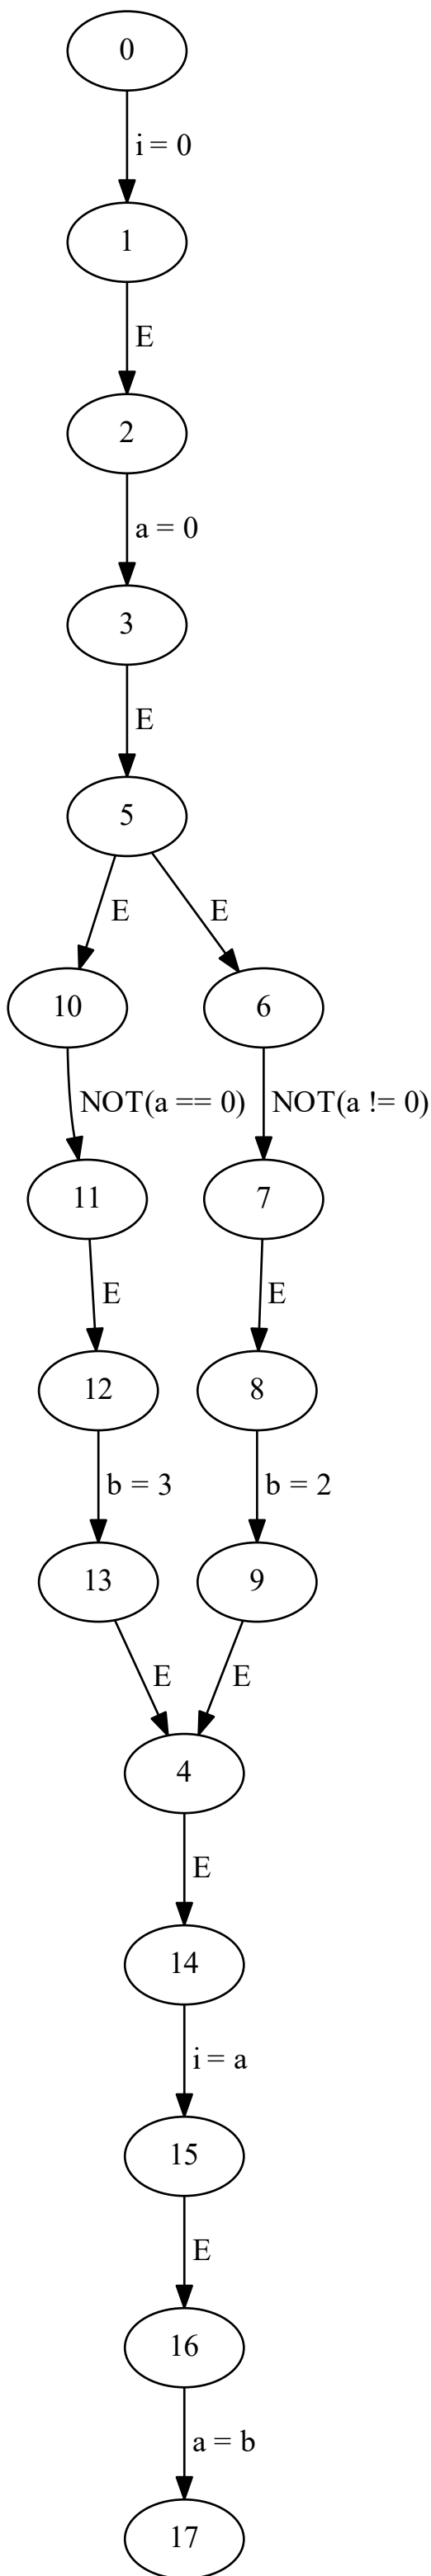 0
i = 0
1
E
2
a = 0
3
E
5
E E
10 6
NOT(a == 0) NOT(a != 0)
11 7
E E
12 8
b = 3 b = 2
13 9
E E
4
E
14
i = a
15
E
16
a = b
17